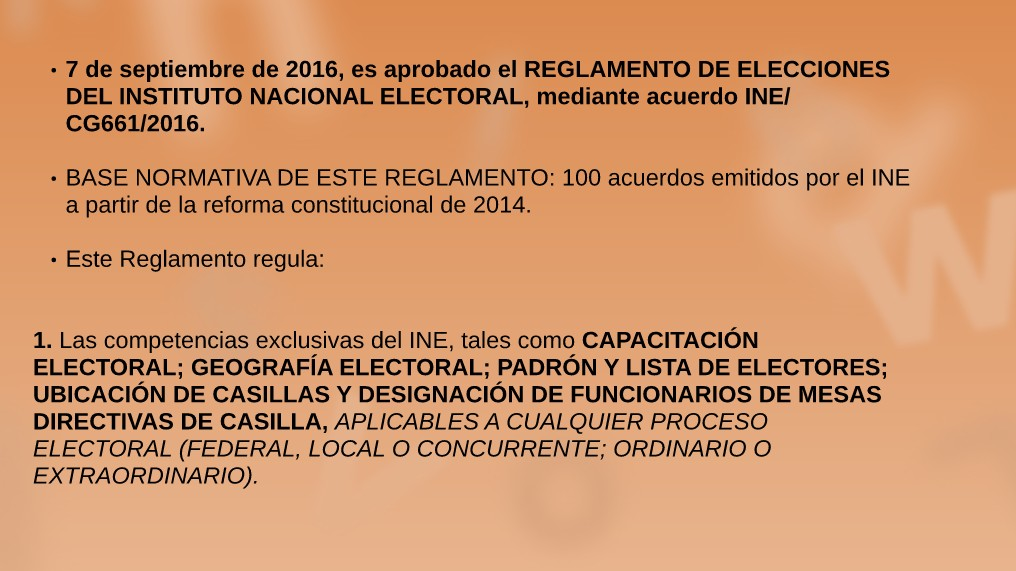 • 7 de septiembre de 2016, es aprobado el REGLAMENTO DE ELECCIONES
DEL INSTITUTO NACIONAL ELECTORAL, mediante acuerdo INE/
CG661/2016.
• BASE NORMATIVA DE ESTE REGLAMENTO: 100 acuerdos emitidos por el INE
a partir de la reforma constitucional de 2014.
• Este Reglamento regula:
1. Las competencias exclusivas del INE, tales como CAPACITACIÓN
ELECTORAL; GEOGRAFÍA ELECTORAL; PADRÓN Y LISTA DE ELECTORES;
UBICACIÓN DE CASILLAS Y DESIGNACIÓN DE FUNCIONARIOS DE MESAS
DIRECTIVAS DE CASILLA, APLICABLES A CUALQUIER PROCESO
ELECTORAL (FEDERAL, LOCAL O CONCURRENTE; ORDINARIO O
EXTRAORDINARIO).